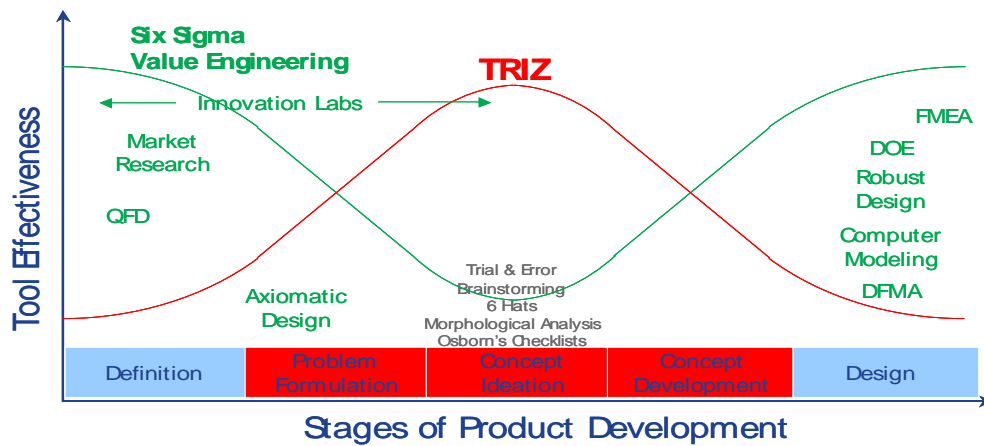 Six Sigma
Value Engineering
TRIZ
Innovation Labs
FMEA
Market
Research
DOE
Robust
Design
QFD
Computer
Modeling
DFMA
Axiomatic
Design
Trial & Error
Brainstorming
6 Hats
Morphological Analysis
Osborn's Checklists
Tool Effectiveness
Definition
Problem
Formulation
Concept
Ideation
Concept
Development
Design
Stages of Product Development